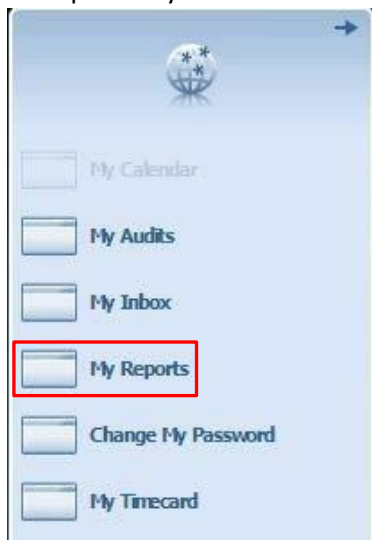 My Calendar
My Audits
My Inbox
My Reports
Change My Password
My Timecard